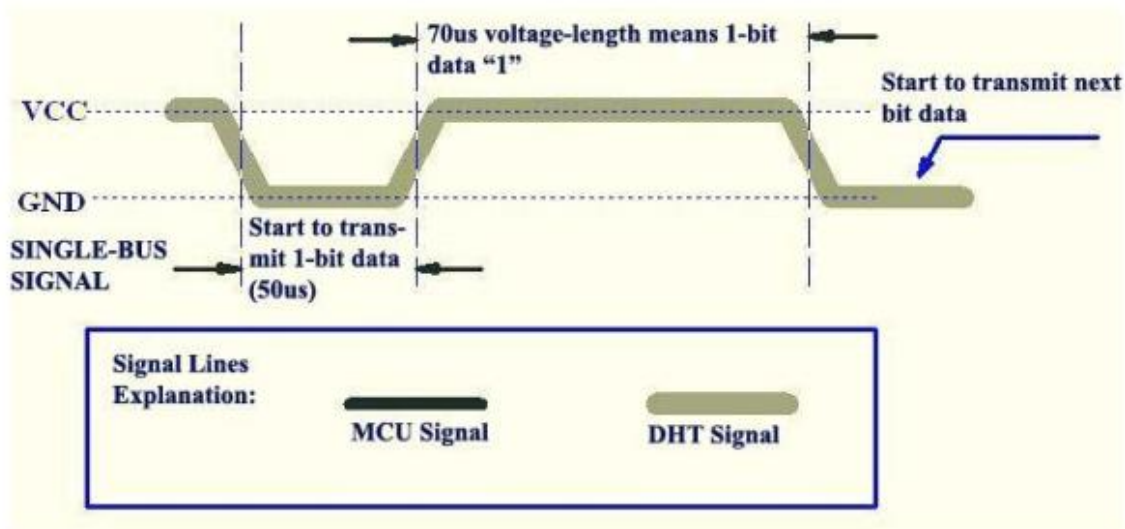 70us voltage-length means 1-bit
data “1”
Start to transmit next
bit data
VCC
GND
Start to trans-
mit 1-bit data
(50us)
SINGLE-BUS
SIGNAL
Signal Lines
Explanation:
MCU Signal
DHT Signal